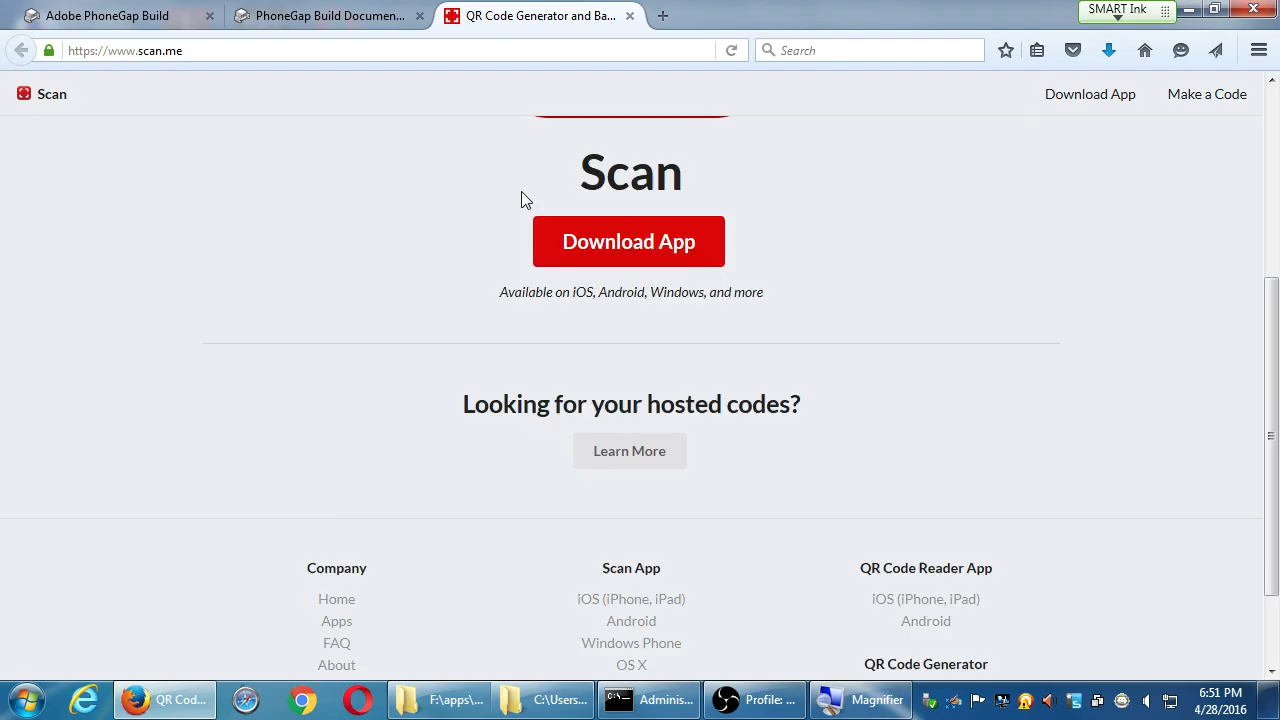 Adobe PhoneGap Build
PhoneGap Build Documen...
QR Code Generator and Ba...
SMART Ink
https://www.scan.me
Search
Scan
Download App
Make a Code
Scan
Download App
Available on iOS, Android, Windows, and more
Looking for your hosted codes?
Learn More
Company
Home
Apps
FAQ
About
Scan App
iOS (iPhone, iPad)
Android
Windows Phone
OS X
QR Code Reader App
iOS (iPhone, iPad)
Android
QR Code Generator
QR Cod...
F:\apps\...
C:\Users...
Adminis...
Profile: ...
Magnifier
6:51 PM
4/28/2016